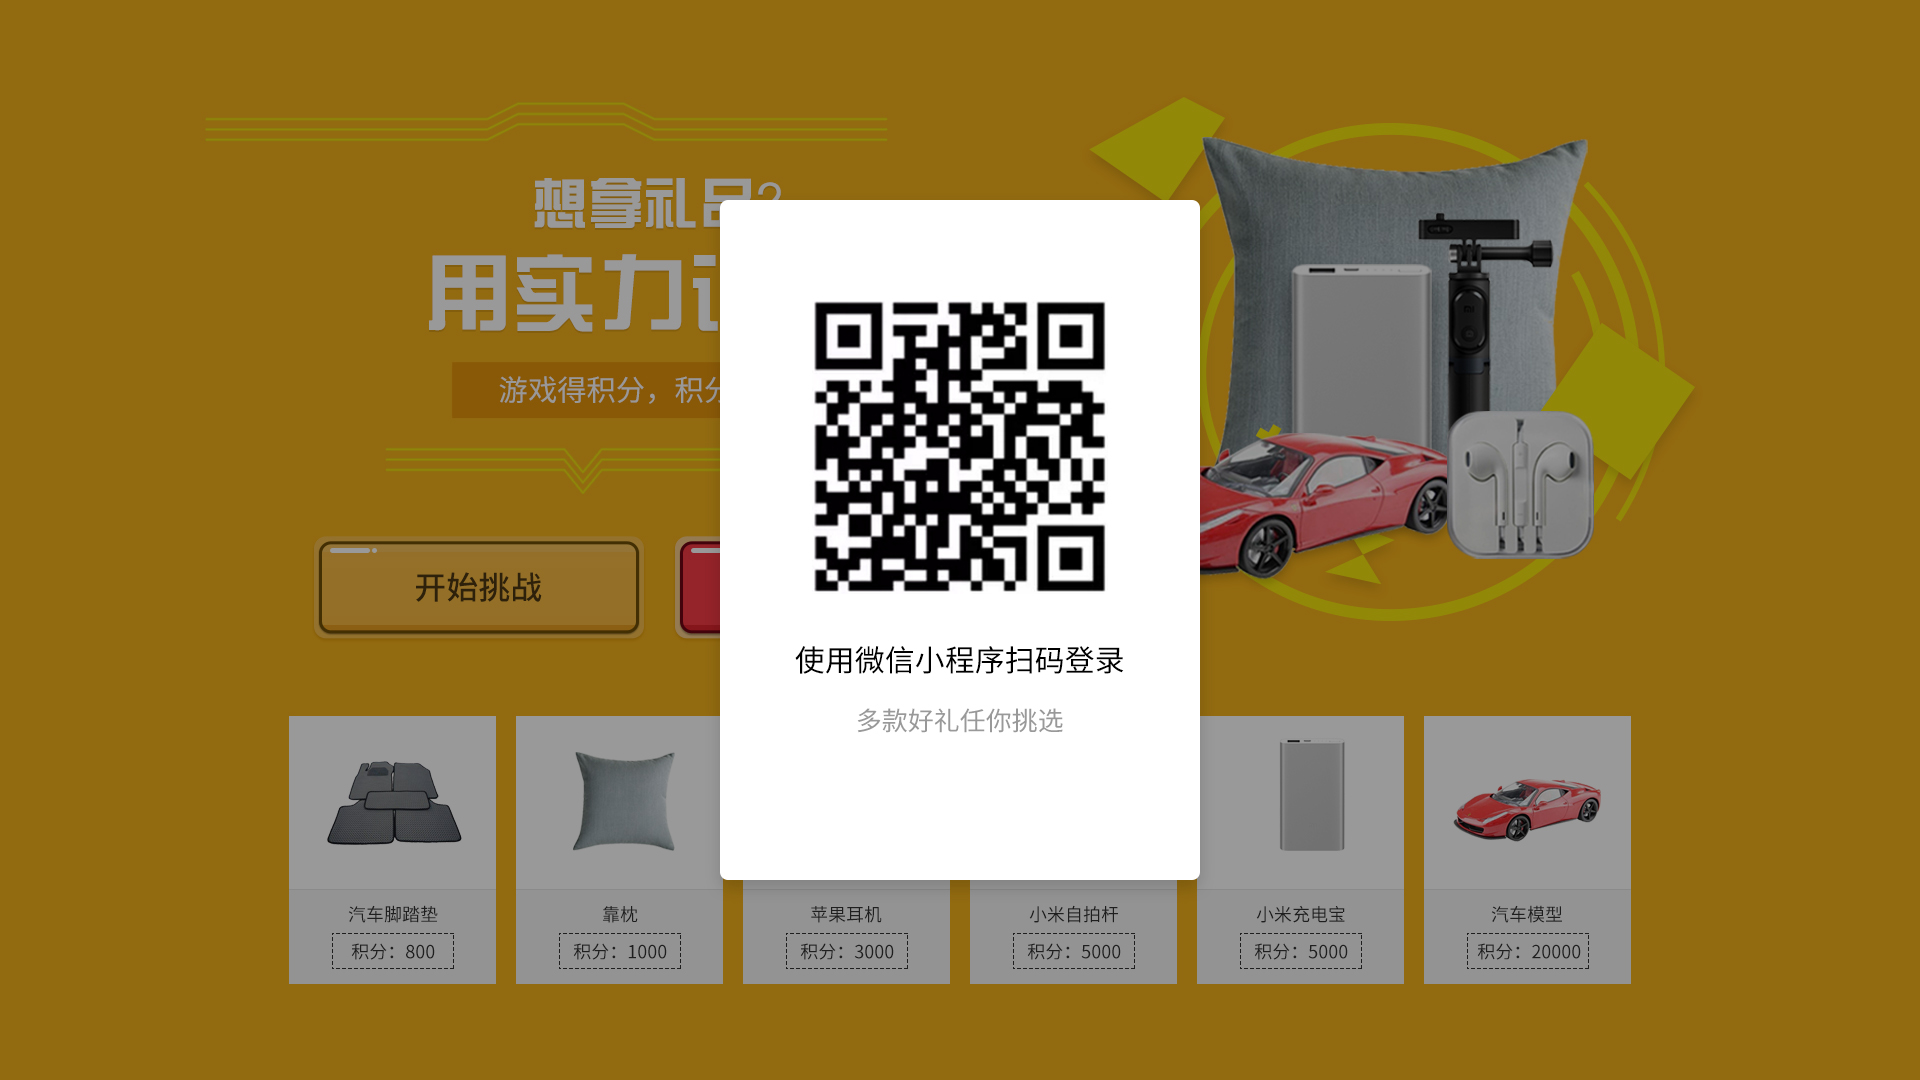 想拿礼品?
用实力
游戏得积分，积分
开始挑战
使用微信小程序扫码登录
多款好礼任你挑选
汽车脚踏垫
积分：800
靠枕
积分：1000
苹果耳机
积分：3000
小米自拍杆
积分：5000
小米充电宝
积分：5000
汽车模型
积分：20000